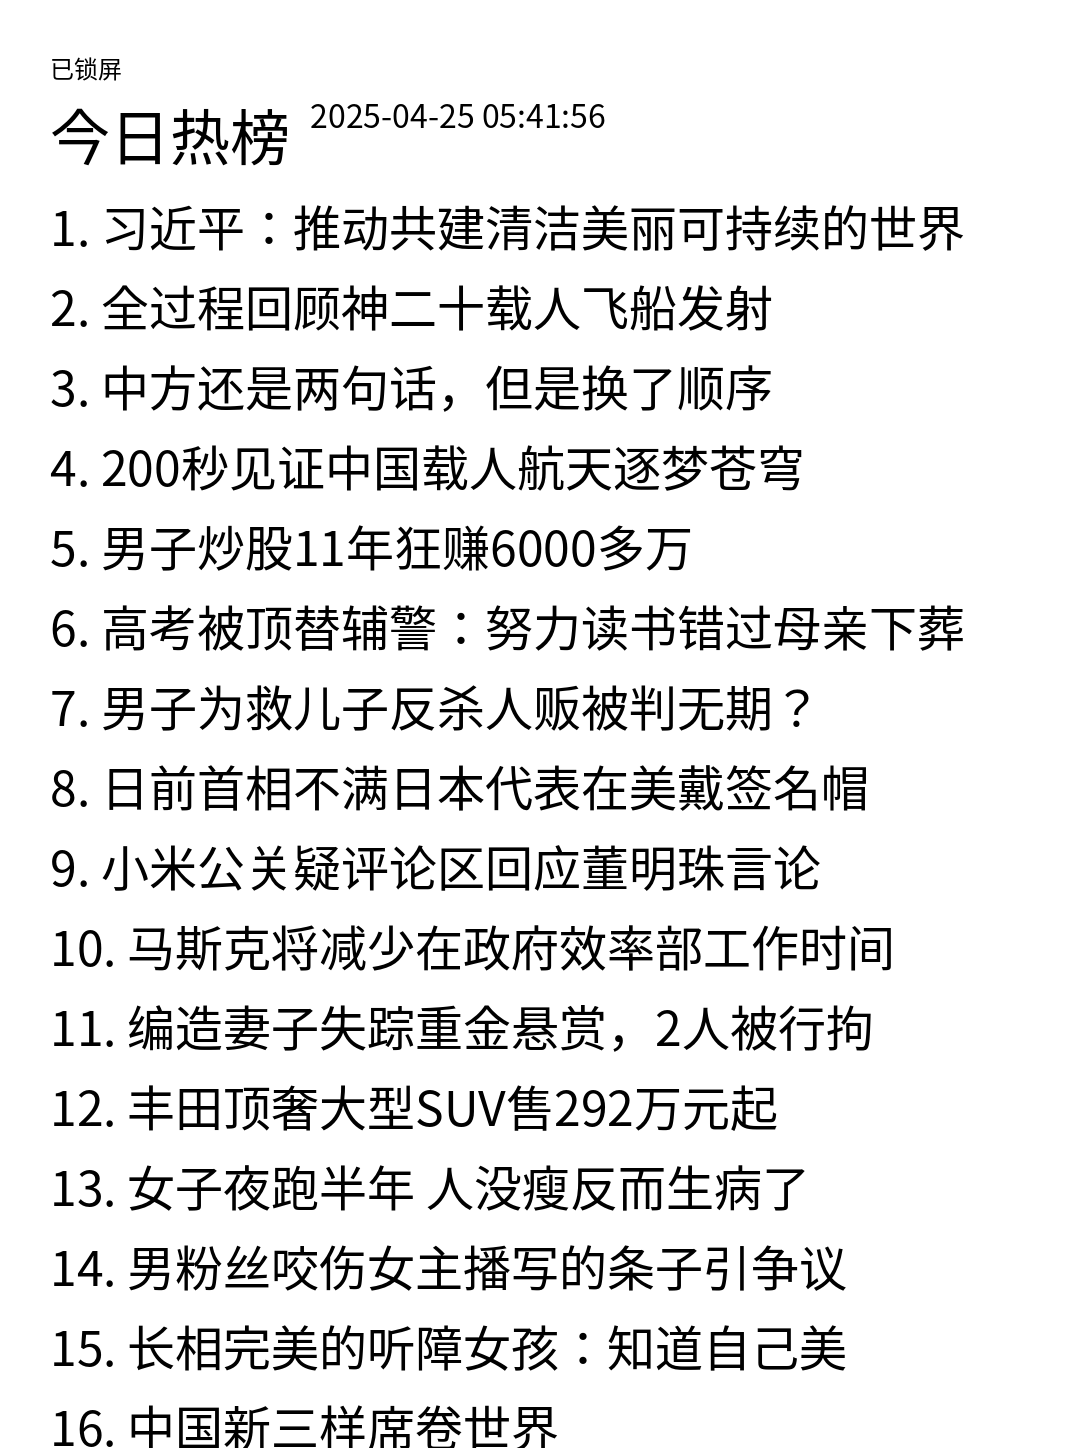 已锁屏
今日热榜 2025-04-25 05:41:56
1. 习近平：推动共建清洁美丽可持续的世界
2. 全过程回顾神二十载人飞船发射
3. 中方还是两句话，但是换了顺序
4. 200秒见证中国载人航天逐梦苍穹
5. 男子炒股11年狂赚6000多万
6. 高考被顶替辅警：努力读书错过母亲下葬
7. 男子为救儿子反杀人贩被判无期？
8. 日前首相不满日本代表在美戴签名帽
9. 小米公关疑评论区回应董明珠言论
10. 马斯克将减少在政府效率部工作时间
11. 编造妻子失踪重金悬赏，2人被行拘
12. 丰田顶奢大型SUV售292万元起
13. 女子夜跑半年 人没瘦反而生病了
14. 男粉丝咬伤女主播写的条子引争议
15. 长相完美的听障女孩：知道自己美
16. 中国新三样席卷世界